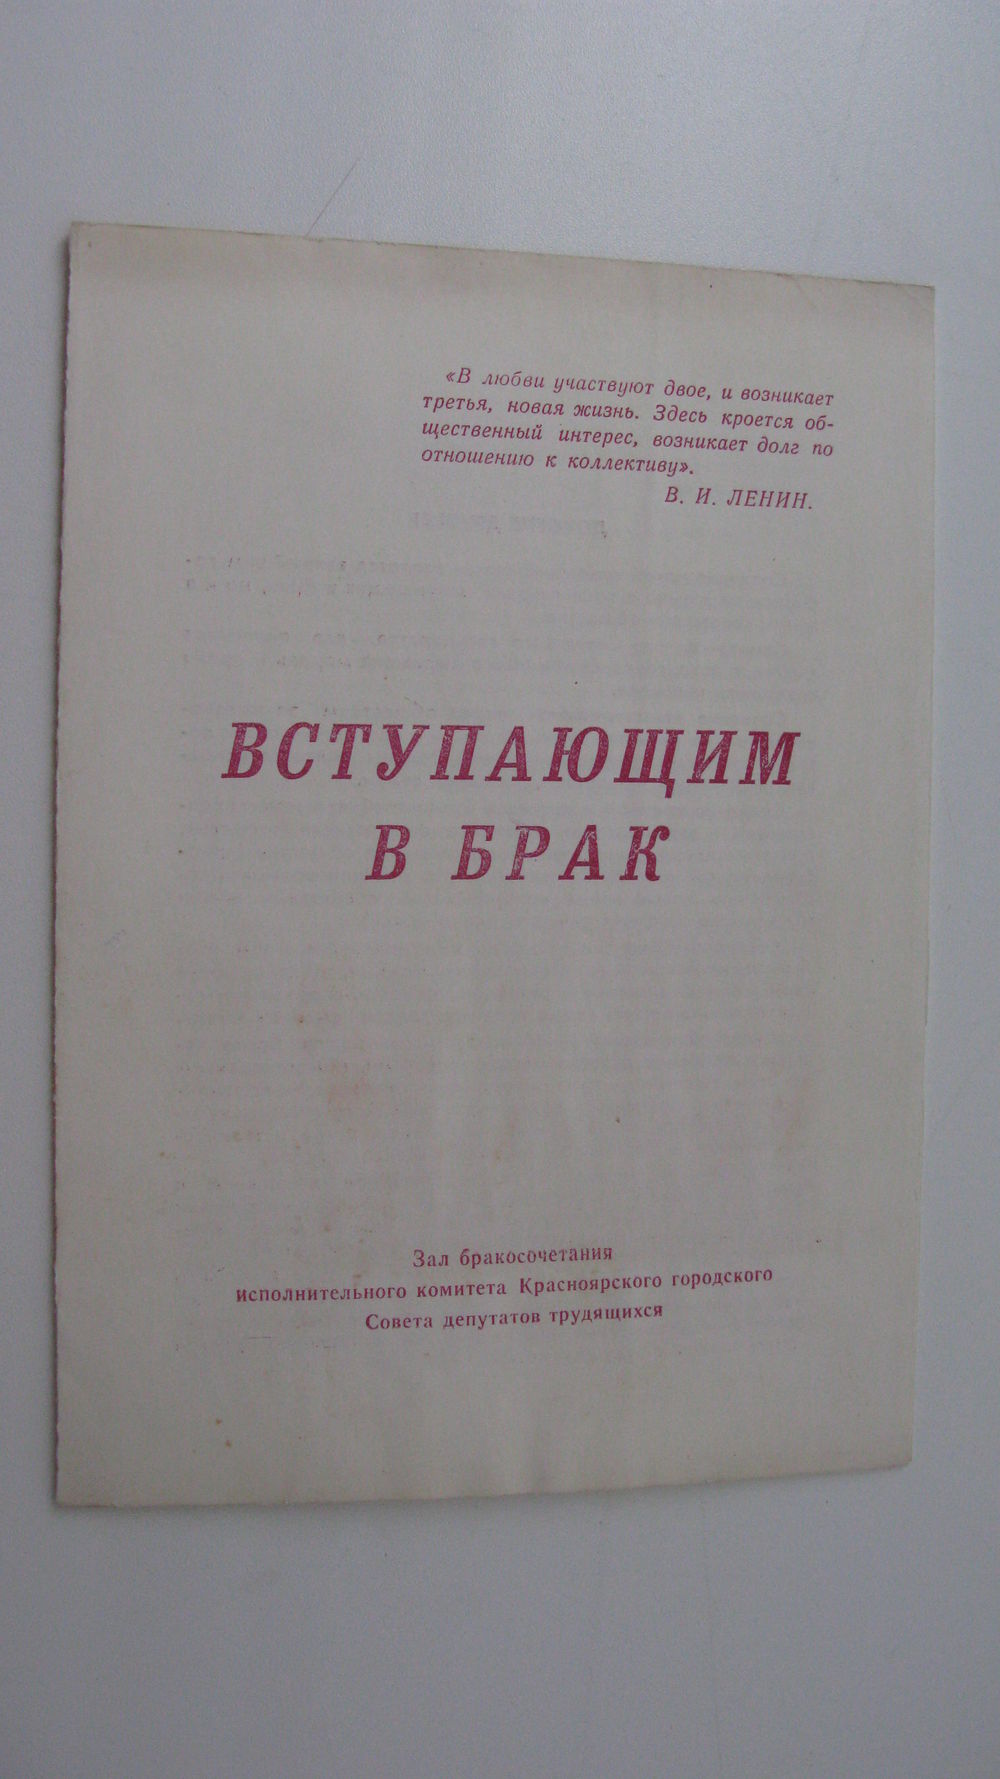 «В любви участвуют двое, и возникает
третья, новая жизнь. Здесь кроется об-
щественный интерес, возникает долг по
отношению к коллективу».
В. И. ЛЕНИН.
ВСТУПАЮЩИМ
В БРАК
Зал бракосочетания
исполнительного комитета Красноярского городского
Совета депутатов трудящихся